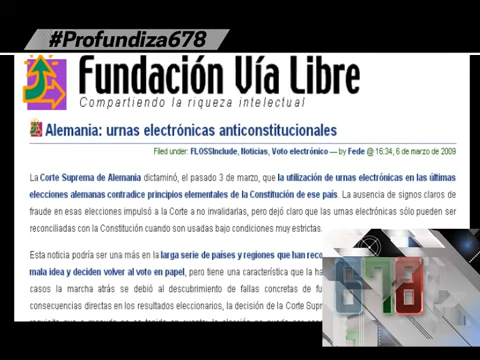 #Profundiza678
Fundación Vía Libre
Compartiendo la riqueza intelectual
Alemania: urnas electrónicas anticonstitucionales
Filed under: FLOSSInclude, Noticias, Voto electrónico — by Fede @ 16:34, 6 de marzo de 2009
La Corte Suprema de Alemania dictaminó, el pasado 3 de marzo, que la utilización de urnas electrónicas en las últimas
elecciones alemanas contradice principios elementales de la Constitución de ese país. La ausencia de signos claros de
fraude en esas elecciones impulsó a la Corte a no invalidarlas, pero dejó claro que las urnas electrónicas sólo pueden ser
reconciliadas con la Constitución cuando son usadas bajo condiciones muy estrictas.
Esta noticia podría ser una más en la larga serie de países y regiones que han reco
mala idea y deciden volver al voto en papel, pero tiene una característica que la ha
casos la marcha atrás se debió al descubrimiento de fallas concretas de fu
consecuencias directas en los resultados eleccionarios, la decisión de la Corte Supre
678